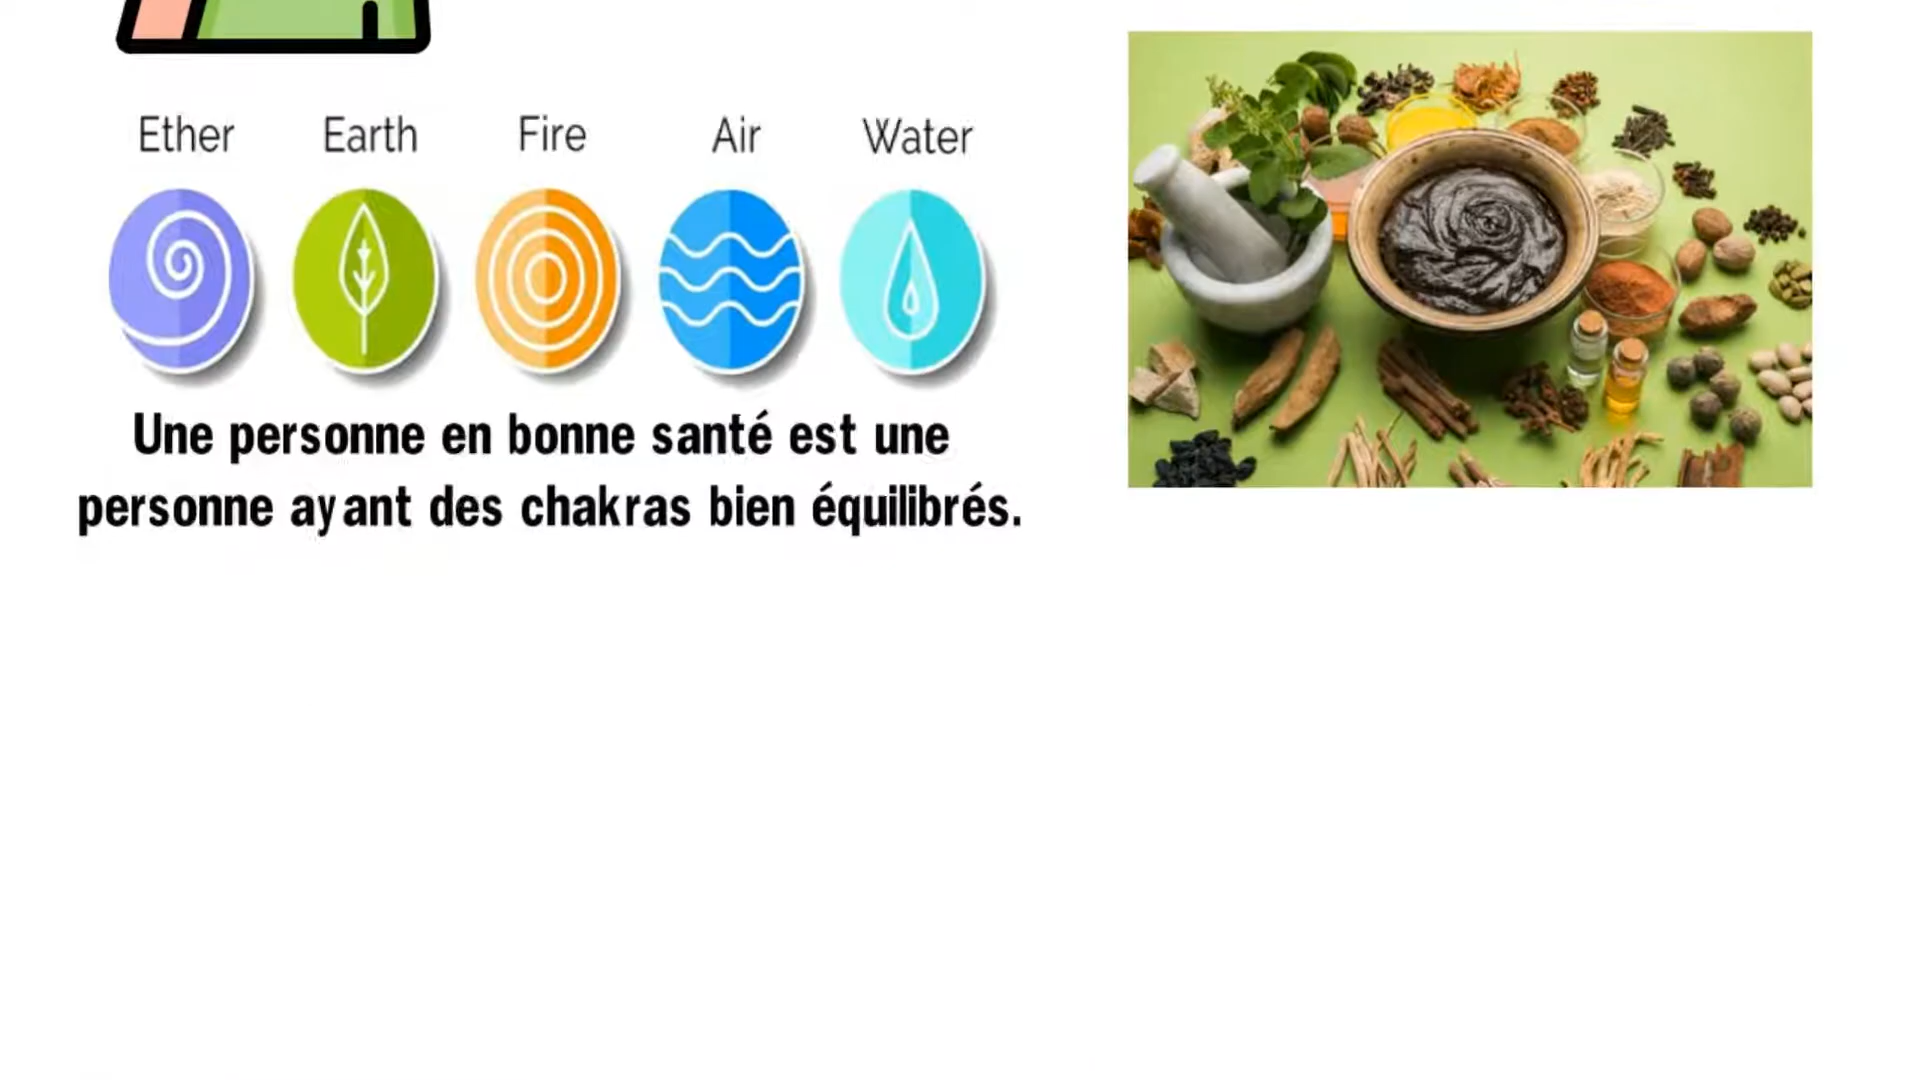 Ether Earth Fire Air Water
Une personne en bonne santé est une
personne ayant des chakras bien équilibrés.